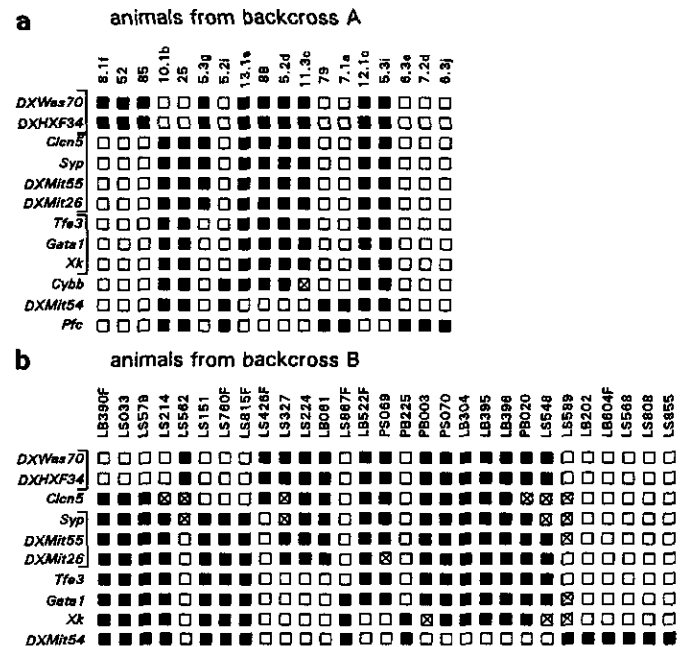 a animals from backcross A
8.1f 52 85 10.1b 25 5.3g 5.2i 13.1e 88 5.2d 11.3c 79 7.1a 12.1c 5.3i 6.3e 7.2d 6.3j
DXWas70
DXHXF34
Clcn5
Syp
DXMit55
DXMit26
Tfe3
Gata1
Xk
Cybb
DXMit54
Pfc
b animals from backcross B
LB390F LS033 LS579 LS214 LS562 LS151 LS760F LS815F LS426F LS327 LS224 LB081 LS887F LB522F PS069 PB225 PB003 PS070 LB304 LB395 LB396 PB020 LS548 LS589 LB202 LB604F LS568 LS808 LS855
DXWas70
DXHXF34
Clcn5
Syp
DXMit55
DXMit26
Tfe3
Gata1
Xk
DXMit54